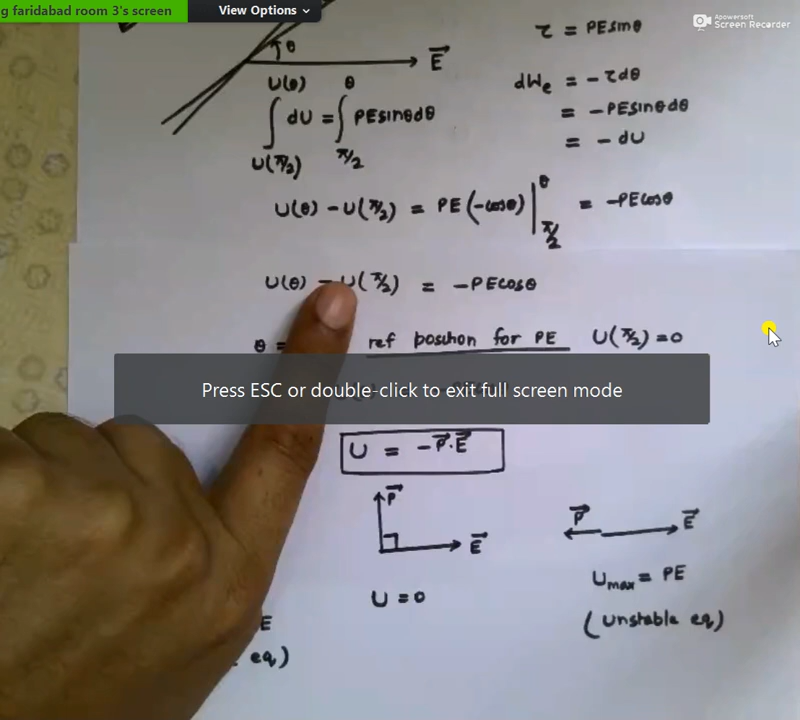 g faridabad room 3's screen
View Options
Apowersoft
Screen Recorder
θ
E⃗
τ = PEsinθ
dWe = -τdθ
= -PEsinθdθ
= -dU
∫_{U(π/2)}^{U(θ)} dU = ∫_{π/2}^{θ} PEsinθdθ
U(θ) - U(π/2) = PE(-cosθ)|_{π/2}^{θ} = -PEcosθ
U(θ) - U(π/2) = -PEcosθ
θ = ref position for PE U(π/2) = 0
Press ESC or double-click to exit full screen mode
U = -P⃗.E⃗
P⃗
E⃗
U = 0
P⃗ E⃗
Umax = PE
(unstable eq)
E
eq)